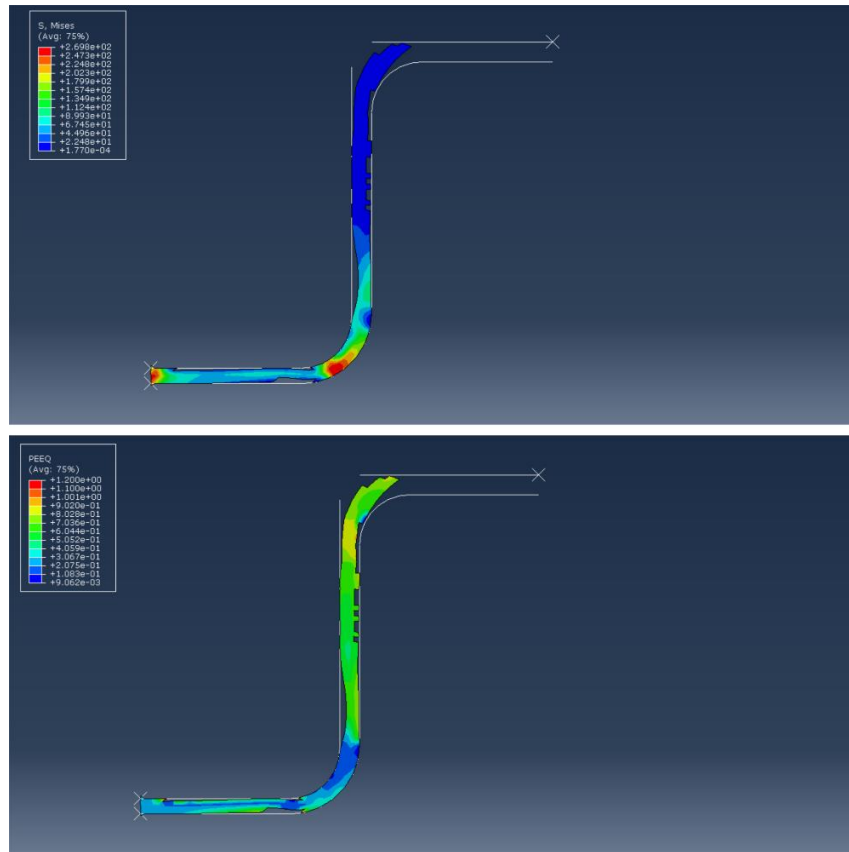 S, Mises
(Avg: 75%)
+2.698e+02
+2.473e+02
+2.248e+02
+2.023e+02
+1.799e+02
+1.574e+02
+1.349e+02
+1.124e+02
+8.993e+01
+6.745e+01
+4.496e+01
+2.248e+01
+1.770e-04
PEEQ
(Avg: 75%)
+1.200e+00
+1.100e+00
+1.001e+00
+9.020e-01
+8.028e-01
+7.036e-01
+6.044e-01
+5.052e-01
+4.059e-01
+3.067e-01
+2.075e-01
+1.083e-01
+9.062e-03